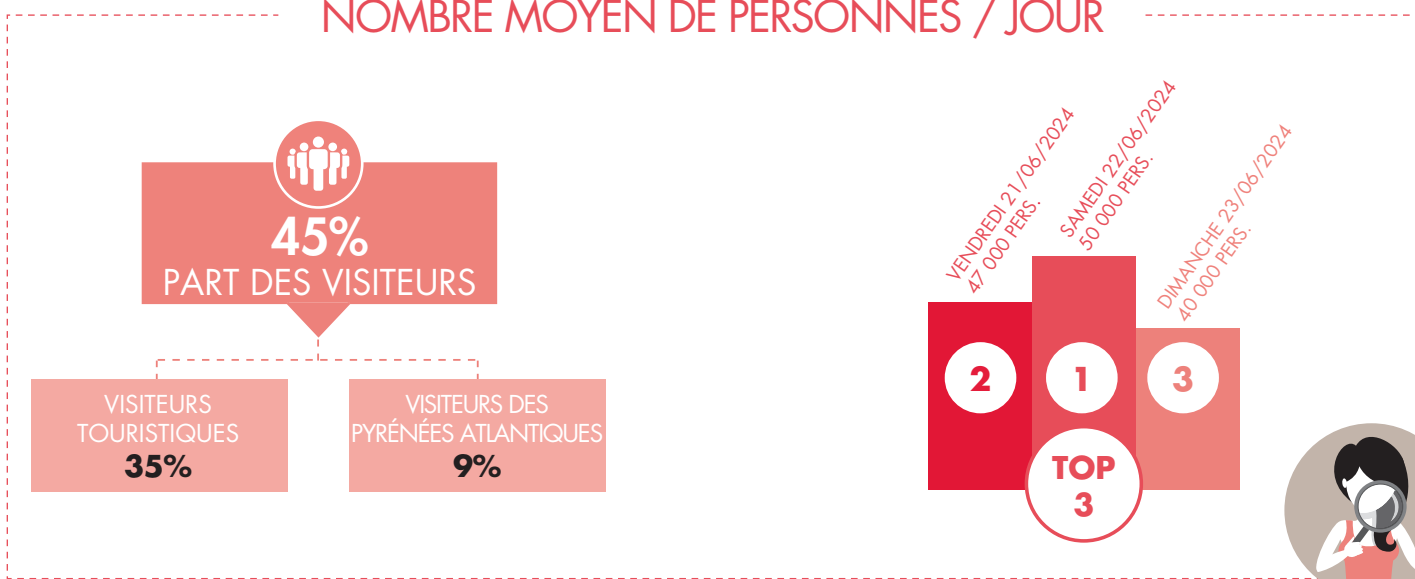 NOMBRE MOYEN DE PERSONNES / JOUR
45%
PART DES VISITEURS
VISITEURS
TOURISTIQUES
35%
VISITEURS DES
PYRÉNÉES ATLANTIQUES
9%
VENDREDI 21/06/2024
47 000 PERS.
SAMEDI 22/06/2024
50 000 PERS.
DIMANCHE 23/06/2024
40 000 PERS.
2
1
3
TOP
3